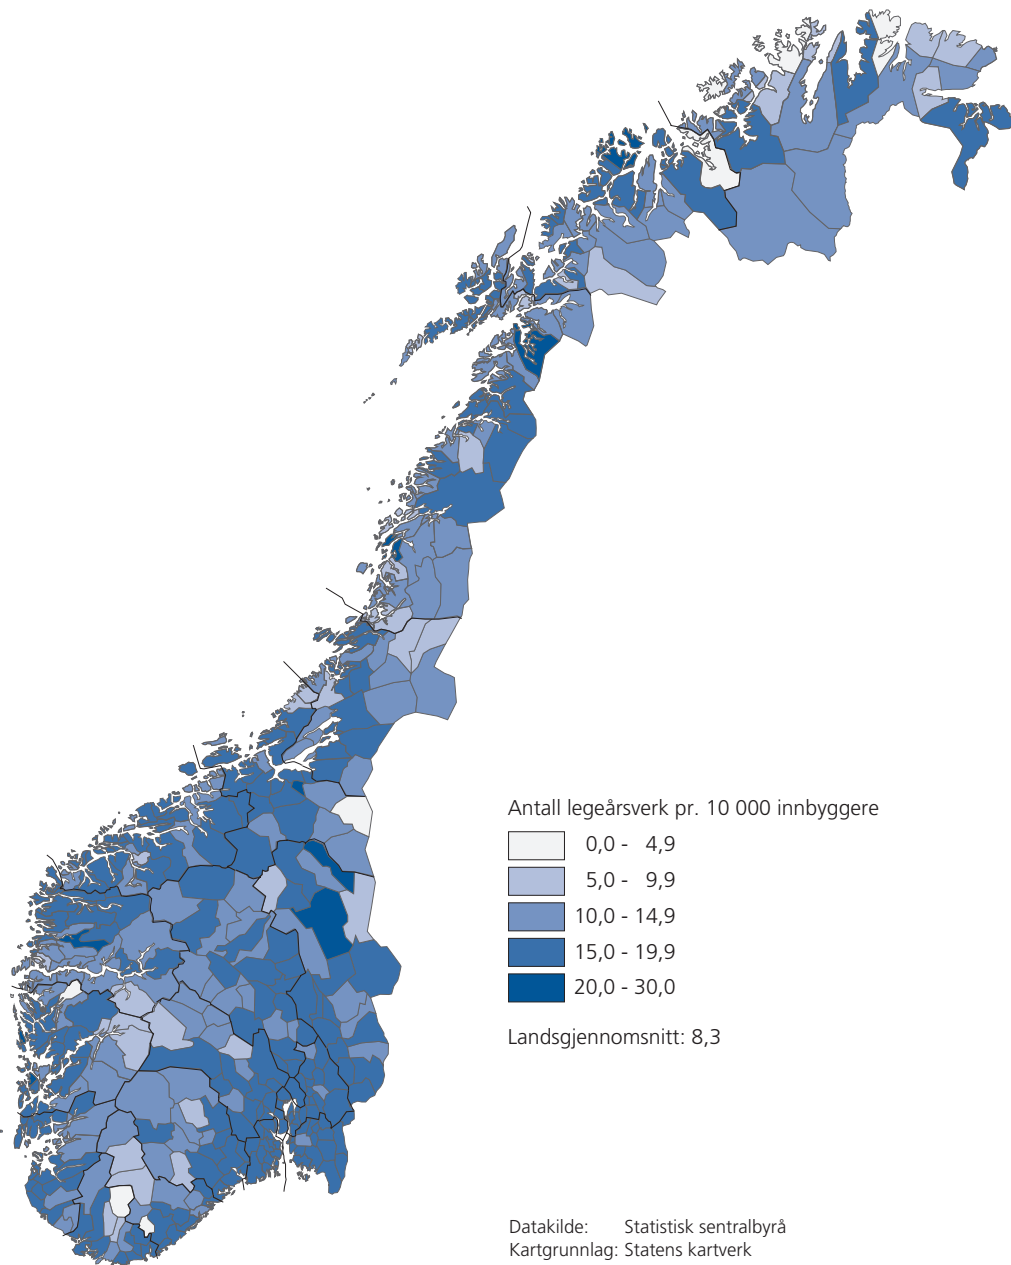 Antall legeårsverk pr. 10 000 innbyggere
0,0 - 4,9
5,0 - 9,9
10,0 - 14,9
15,0 - 19,9
20,0 - 30,0
Landsgjennomsnitt: 8,3
Datakilde: Statistisk sentralbyrå
Kartgrunnlag: Statens kartverk